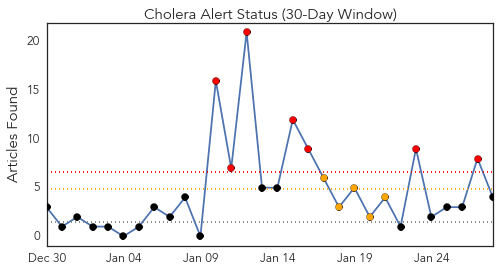 Cholera Alert Status (30-Day Window)
Articles Found
20
15
10
5
0
Dec 30
Jan 04
Jan 09
Jan 14
Jan 19
Jan 24